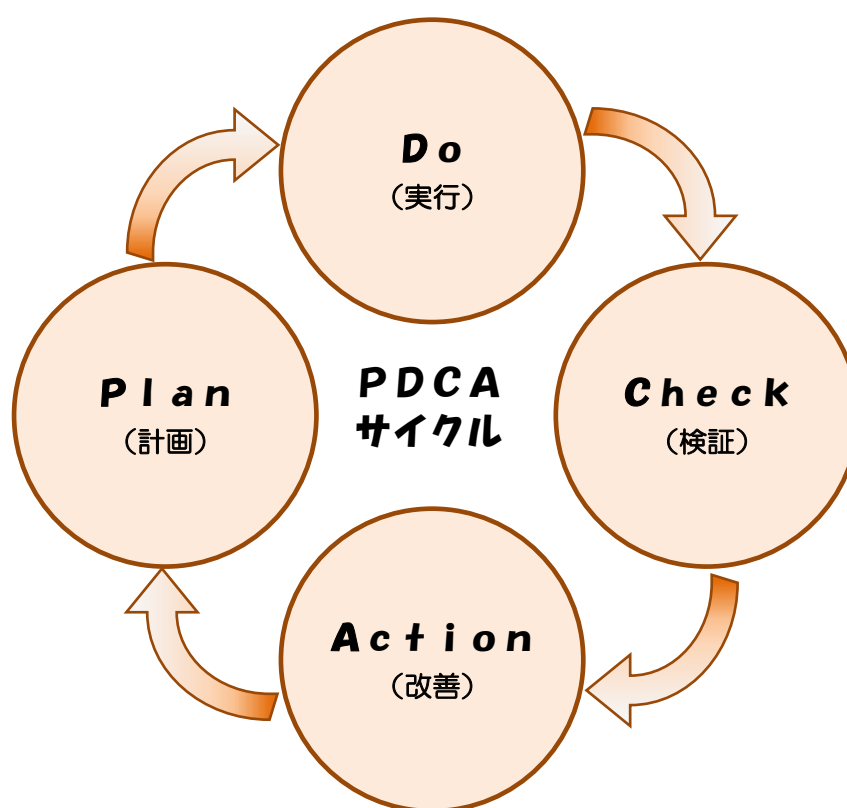 Do
（実行）
Plan
（計画）
PDCA
サイクル
Check
（検証）
Action
（改善）